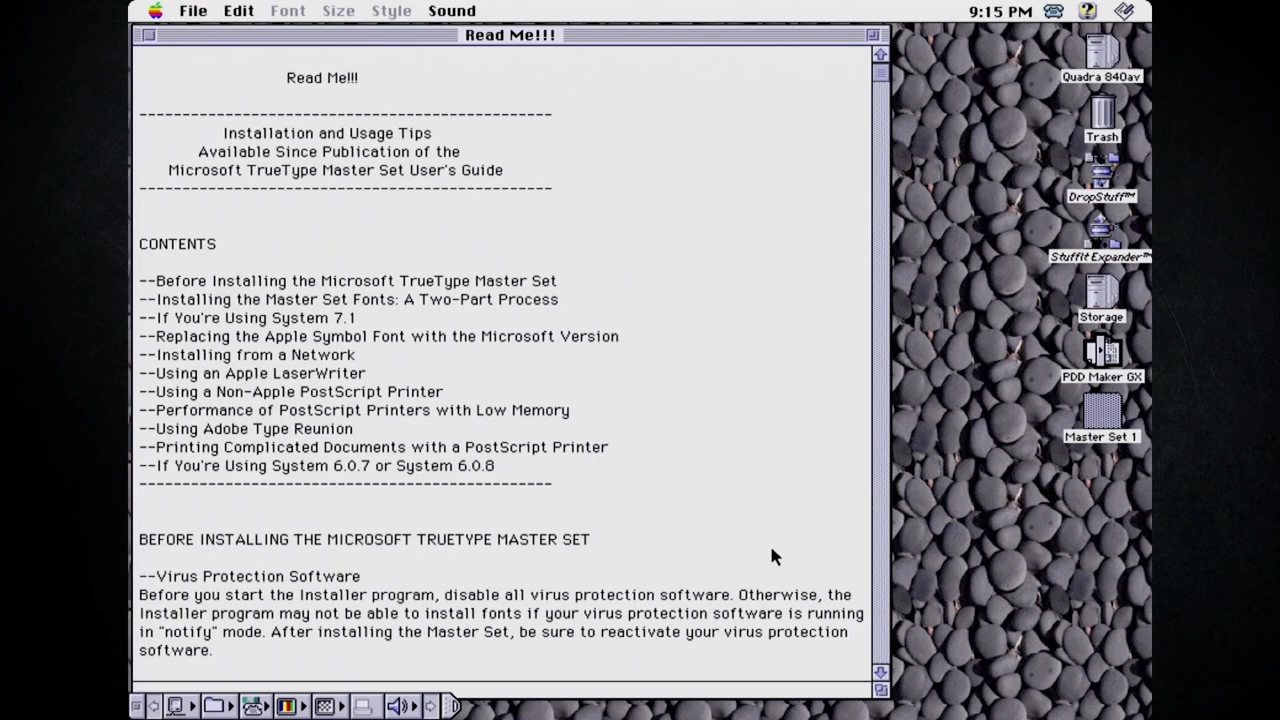 File Edit Font Size Style Sound 9:15 PM
Read Me!!!
Read Me!!!
------------------------------------------------
Installation and Usage Tips
Available Since Publication of the
Microsoft TrueType Master Set User's Guide
------------------------------------------------
CONTENTS
--Before Installing the Microsoft TrueType Master Set
--Installing the Master Set Fonts: A Two-Part Process
--If You're Using System 7.1
--Replacing the Apple Symbol Font with the Microsoft Version
--Installing from a Network
--Using an Apple LaserWriter
--Using a Non-Apple PostScript Printer
--Performance of PostScript Printers with Low Memory
--Using Adobe Type Reunion
--Printing Complicated Documents with a PostScript Printer
--If You're Using System 6.0.7 or System 6.0.8
------------------------------------------------
BEFORE INSTALLING THE MICROSOFT TRUETYPE MASTER SET
--Virus Protection Software
Before you start the Installer program, disable all virus protection software. Otherwise, the
Installer program may not be able to install fonts if your virus protection software is running
in "notify" mode. After installing the Master Set, be sure to reactivate your virus protection
software.
Quadra 840av
Trash
DropStuff™
StuffIt Expander™
Storage
PDD Maker GX
Master Set 1